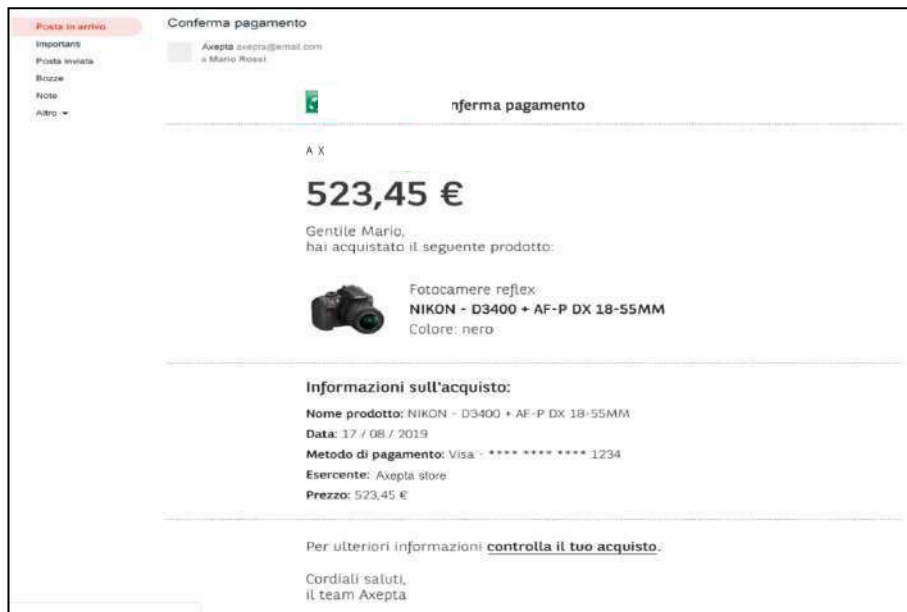 Posta in arrivo
Importanti
Posta inviata
Bozze
Note
Altro
Conferma pagamento
Axepta axepta@email.com
a Mario Rossi
nferma pagamento
A X
523,45 €
Gentile Mario,
hai acquistato il seguente prodotto:
Fotocamere reflex
NIKON - D3400 + AF-P DX 18-55MM
Colore: nero
Informazioni sull'acquisto:
Nome prodotto: NIKON - D3400 + AF-P DX 18-55MM
Data: 17 / 08 / 2019
Metodo di pagamento: Visa - **** **** **** 1234
Esercente: Axepta store
Prezzo: 523,45 €
Per ulteriori informazioni controlla il tuo acquisto.
Cordiali saluti,
il team Axepta